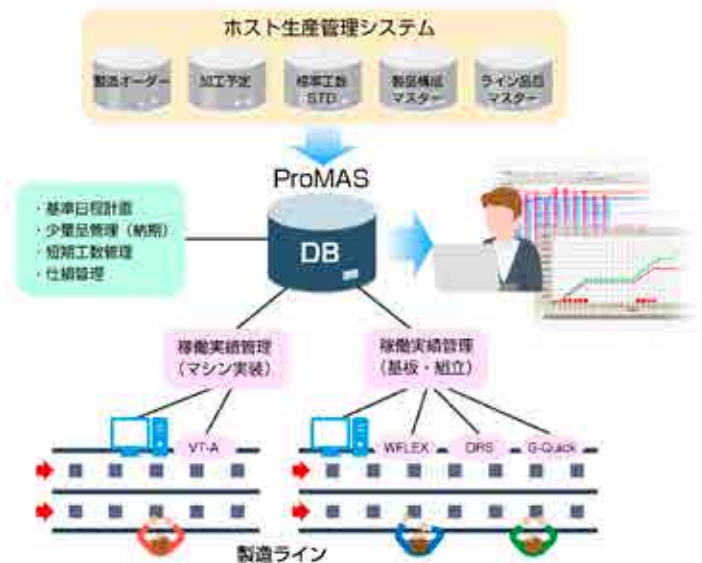 ホスト生産管理システム
製造オーダー
加工予定
標準工数
STD
製品構成
マスター
ライン品目
マスター
ProMAS
DB
・基準日程計画
・少量品管理（納期）
・短期工数管理
・仕績管理
稼働実績管理
（マシン実装）
稼働実績管理
（基板・組立）
VT-A
WFLEX
DRS
G-Quick
製造ライン